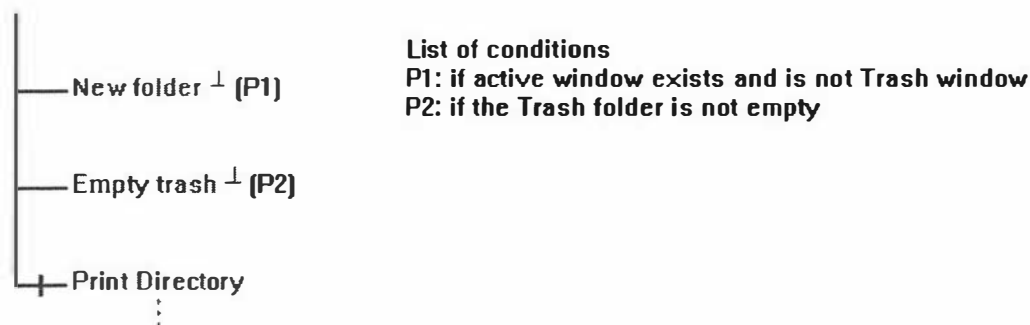 List of conditions
New folder ⊥ (P1)
P1: if active window exists and is not Trash window
P2: if the Trash folder is not empty
Empty trash ⊥ (P2)
Print Directory